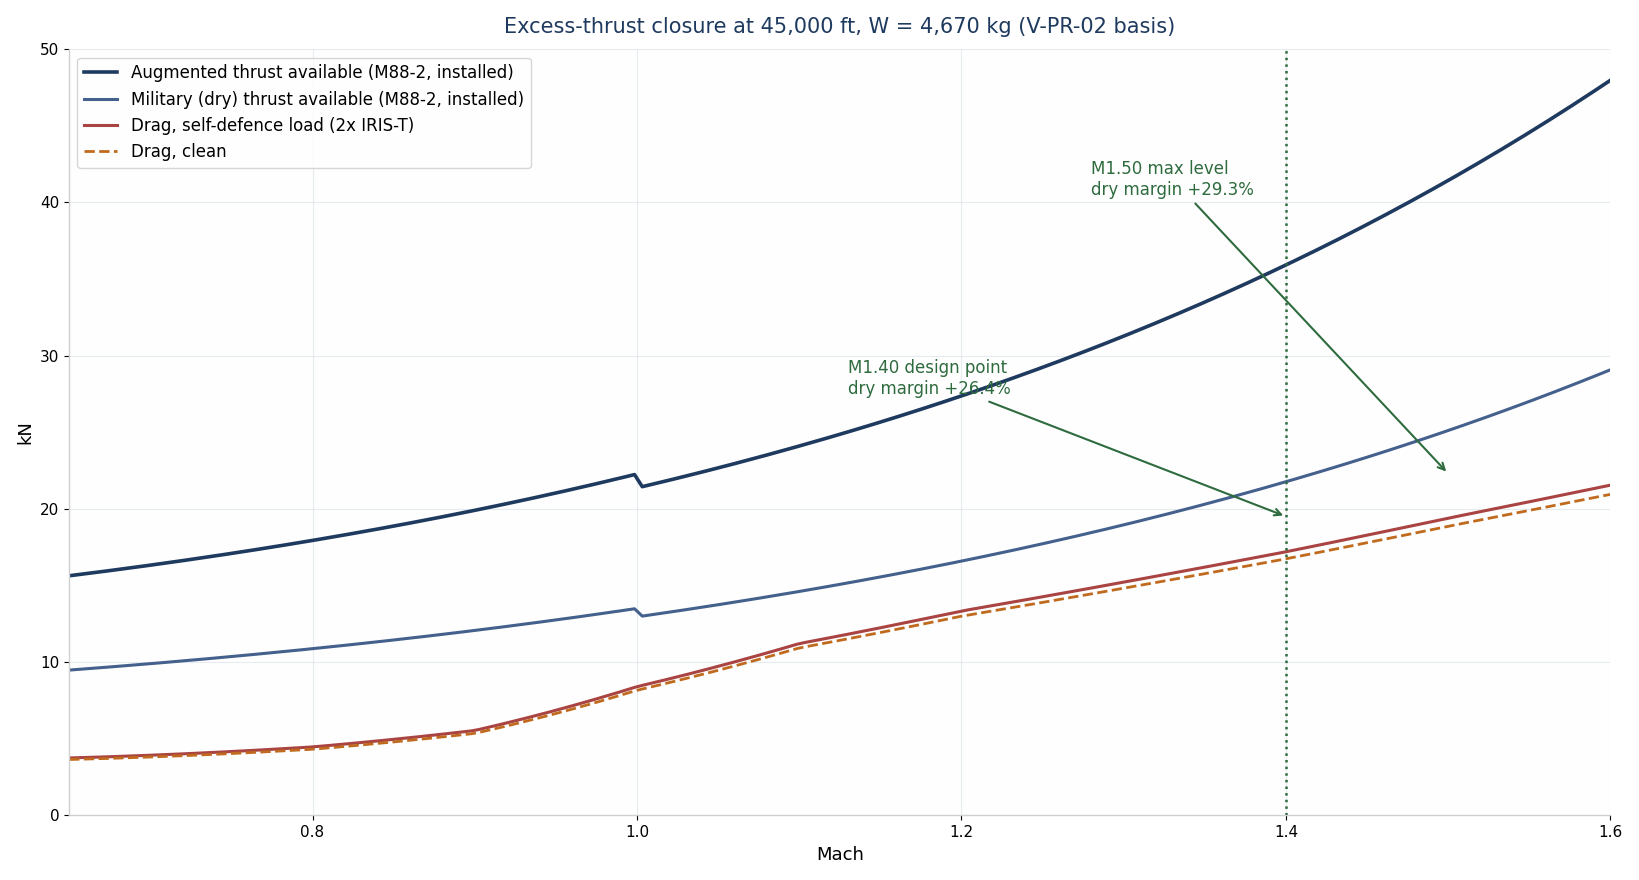 Excess-thrust closure at 45,000 ft, W = 4,670 kg (V-PR-02 basis)
50
Augmented thrust available (M88-2, installed)
Military (dry) thrust available (M88-2, installed)
Drag, self-defence load (2x IRIS-T)
Drag, clean
M1.50 max level
dry margin +29.3%
40
M1.40 design point
dry margin +26.4%
30
kN
20
10
0
0.8
1.0
1.2
1.4
1.6
Mach